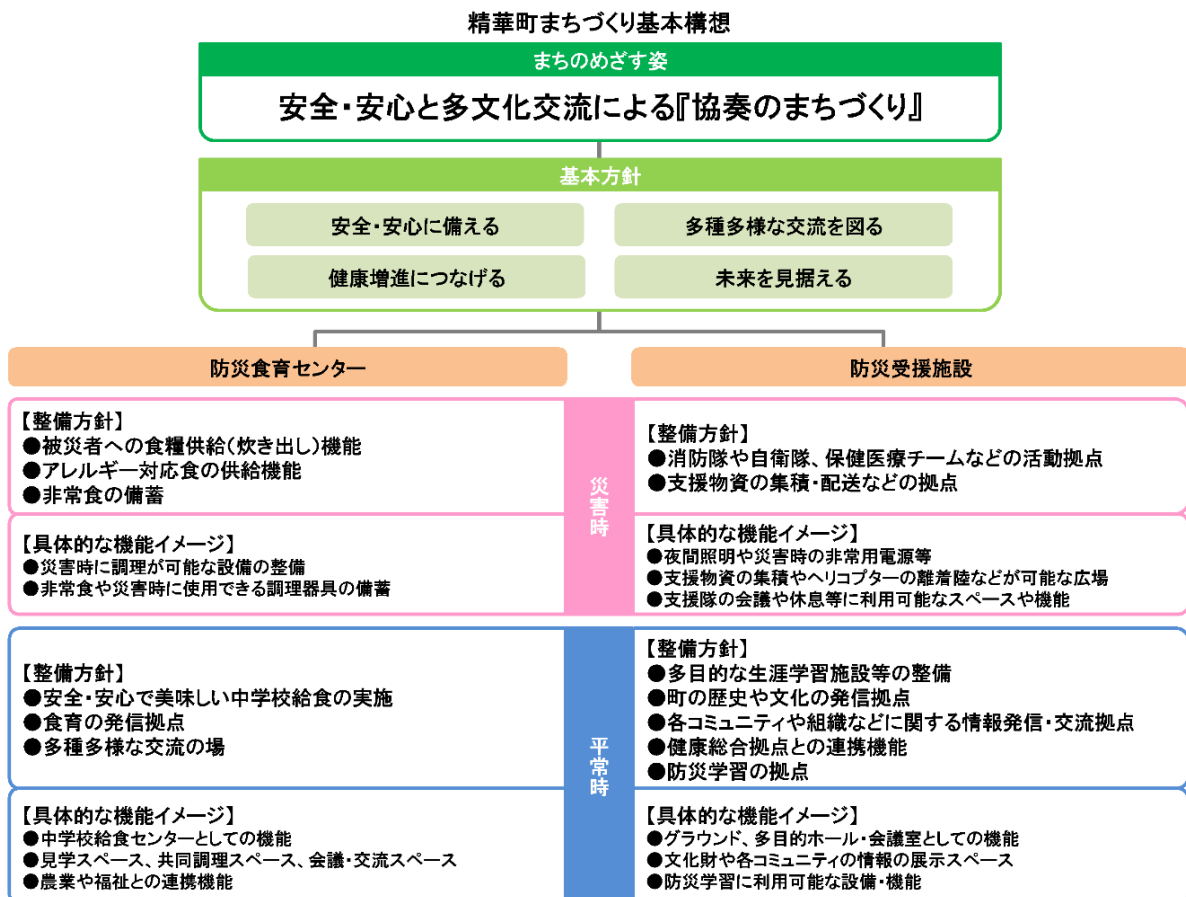 精華町まちづくり基本構想
まちのめざす姿
安全・安心と多文化交流による『協奏のまちづくり』
基本方針
安全・安心に備える
多種多様な交流を図る
健康増進につなげる
未来を見据える
防災食育センター
防災受援施設
災害時
【整備方針】
●被災者への食糧供給(炊き出し)機能
●アレルギー対応食の供給機能
●非常食の備蓄
【整備方針】
●消防隊や自衛隊、保健医療チームなどの活動拠点
●支援物資の集積・配送などの拠点
【具体的な機能イメージ】
●災害時に調理が可能な設備の整備
●非常食や災害時に使用できる調理器具の備蓄
【具体的な機能イメージ】
●夜間照明や災害時の非常用電源等
●支援物資の集積やヘリコプターの離着陸などが可能な広場
●支援隊の会議や休息等に利用可能なスペースや機能
平常時
【整備方針】
●安全・安心で美味しい中学校給食の実施
●食育の発信拠点
●多種多様な交流の場
【整備方針】
●多目的な生涯学習施設等の整備
●町の歴史や文化の発信拠点
●各コミュニティや組織などに関する情報発信・交流拠点
●健康総合拠点との連携機能
●防災学習の拠点
【具体的な機能イメージ】
●中学校給食センターとしての機能
●見学スペース、共同調理スペース、会議・交流スペース
●農業や福祉との連携機能
【具体的な機能イメージ】
●グラウンド、多目的ホール・会議室としての機能
●文化財や各コミュニティの情報の展示スペース
●防災学習に利用可能な設備・機能